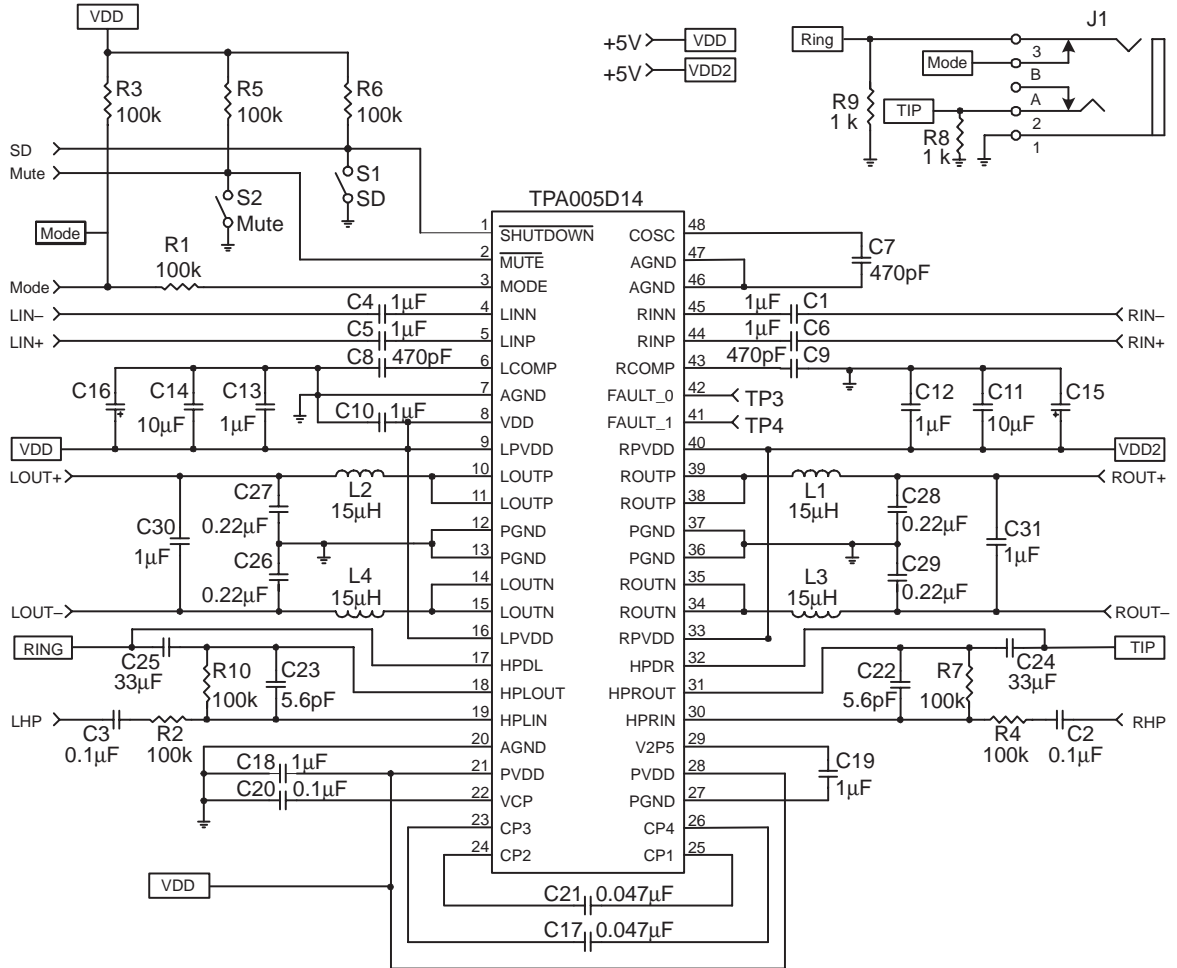 VDD
R3
100k
R5
100k
R6
100k
+5V
VDD
+5V
VDD2
J1
Ring
3
Mode
B
A
TIP
2
1
R9
1 k
R8
1 k
SD
Mute
S1
SD
S2
Mute
Mode
R1
100k
Mode
LIN–
LIN+
TPA005D14
1 SHUTDOWN
2 MUTE
3 MODE
4 LINN
5 LINP
6 LCOMP
7 AGND
8 VDD
9 LPVDD
10 LOUTP
11 LOUTP
12 PGND
13 PGND
14 LOUTN
15 LOUTN
16 LPVDD
17 HPDL
18 HPLOUT
19 HPLIN
20 AGND
21 PVDD
22 VCP
23 CP3
24 CP2
COSC 48
AGND 47
AGND 46
RINN 45
RINP 44
RCOMP 43
FAULT_0 42
FAULT_1 41
RPVDD 40
ROUTP 39
ROUTP 38
PGND 37
PGND 36
ROUTN 35
ROUTN 34
RPVDD 33
HPDR 32
HPROUT 31
HPRIN 30
V2P5 29
PVDD 28
PGND 27
CP4 26
CP1 25
C4 1µF
C5 1µF
C8 470pF
C16
C14
10µF
C13
1µF
C10 1µF
VDD
LOUT+
C27
0.22µF
L2
15µH
C30
1µF
C26
0.22µF
L4
15µH
LOUT–
RING
C25
33µF
R10
100k
C23
5.6pF
LHP
C3
0.1µF
R2
100k
C18 1µF
C20 0.1µF
VDD
C21 0.047µF
C17 0.047µF
C7
470pF
1µF C1
RIN–
1µF C6
RIN+
470pF C9
TP3
TP4
C12
1µF
C11
10µF
C15
VDD2
ROUT+
L1
15µH
C28
0.22µF
C31
1µF
C29
0.22µF
L3
15µH
ROUT–
TIP
C24
33µF
C22
5.6pF
R7
100k
R4
100k
C2
0.1µF
RHP
C19
1µF